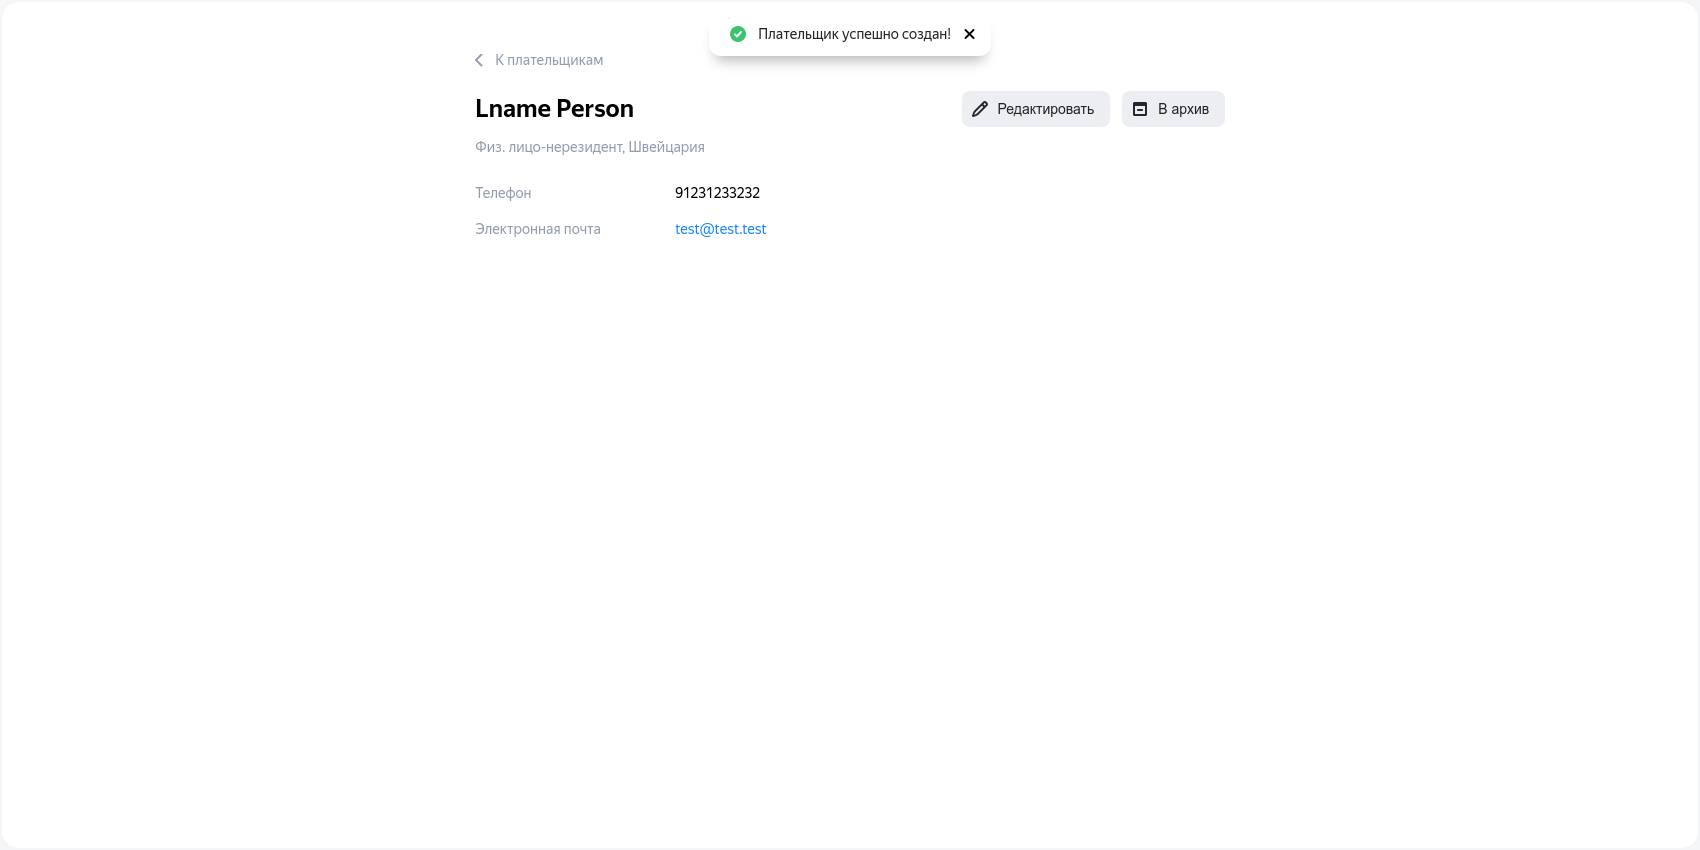 Плательщик успешно создан!
К плательщикам
Lname Person
Редактировать
В архив
Физ. лицо-нерезидент, Швейцария
Телефон 91231233232
Электронная почта test@test.test